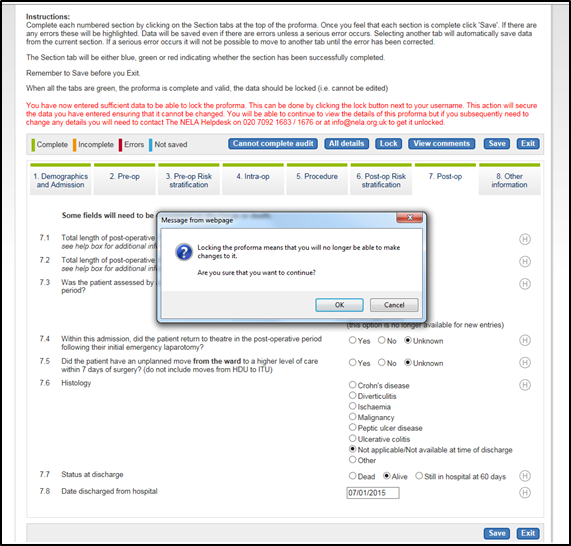 Instructions:
Complete each numbered section by clicking on the Section tabs at the top of the proforma. Once you feel that each section is complete click 'Save'. If there are
any errors these will be highlighted. Data will be saved even if there are errors unless a serious error occurs. Selecting another tab will automatically save data
from the current section. If a serious error occurs it will not be possible to move to another tab until the error has been corrected.
The Section tab will be either blue, green or red indicating whether the section has been successfully completed.
Remember to Save before you Exit.
When all the tabs are green, the proforma is complete and valid, the data should be locked (i.e. cannot be edited)
You have now entered sufficient data to be able to lock the proforma. This can be done by clicking the lock button next to your username. This action will secure
the data you have entered ensuring that it cannot be changed. You will be able to continue to view the details of this proforma but if you subsequently need to
change any details you will need to contact The NELA Helpdesk on 020 7092 1683 / 1676 or at info@nela.org.uk to get it unlocked.
Complete Incomplete Errors Not saved Cannot complete audit All details Lock View comments Save Exit
1. Demographics and Admission 2. Pre-op 3. Pre-op Risk stratification 4. Intra-op 5. Procedure 6. Post-op Risk stratification 7. Post-op 8. Other information
Some fields will need to be
Message from webpage
Locking the proforma means that you will no longer be able to make
changes to it.
Are you sure that you want to continue?
OK Cancel
7.1 Total length of post-operative H
see help box for additional
7.2 Total length of post-operative H
see help box for additional
7.3 Was the patient assessed by H
period?
(this option is no longer available for new entries)
7.4 Within this admission, did the patient return to theatre in the post-operative period Yes No Unknown H
following their initial emergency laparotomy?
7.5 Did the patient have an unplanned move from the ward to a higher level of care Yes No Unknown H
within 7 days of surgery? (do not include moves from HDU to ITU)
7.6 Histology H
Crohn's disease
Diverticulitis
Ischaemia
Malignancy
Peptic ulcer disease
Ulcerative colitis
Not applicable/Not available at time of discharge
Other
7.7 Status at discharge Dead Alive Still in hospital at 60 days H
7.8 Date discharged from hospital 07/01/2015 H
Save Exit